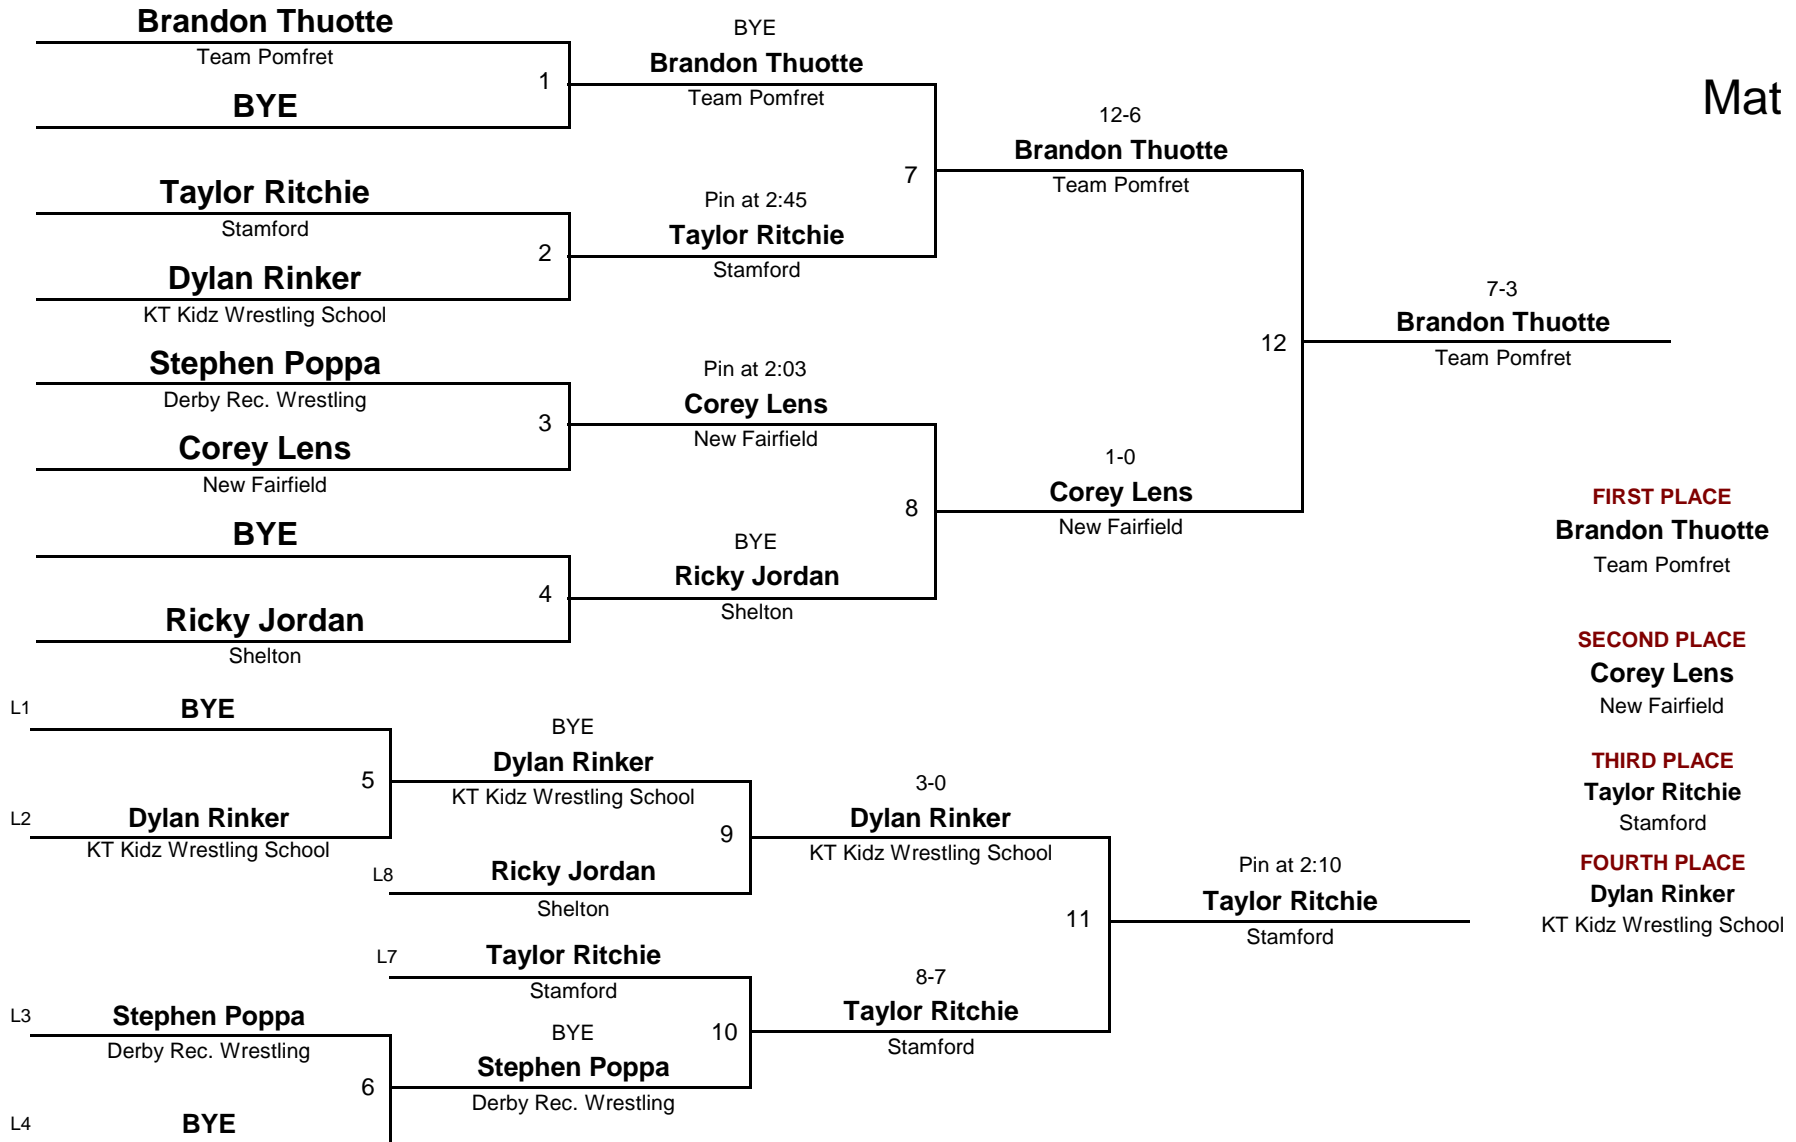 Brandon Thuotte
Team Pomfret
1
BYE
BYE
Brandon Thuotte
Team Pomfret
Mat
Taylor Ritchie
Stamford
2
Dylan Rinker
KT Kidz Wrestling School
Pin at 2:45
Taylor Ritchie
Stamford
7
12-6
Brandon Thuotte
Team Pomfret
Stephen Poppa
Derby Rec. Wrestling
3
Corey Lens
New Fairfield
Pin at 2:03
Corey Lens
New Fairfield
BYE
4
Ricky Jordan
Shelton
BYE
Ricky Jordan
Shelton
8
1-0
Corey Lens
New Fairfield
12
7-3
Brandon Thuotte
Team Pomfret
FIRST PLACE
Brandon Thuotte
Team Pomfret
SECOND PLACE
Corey Lens
New Fairfield
THIRD PLACE
Taylor Ritchie
Stamford
FOURTH PLACE
Dylan Rinker
KT Kidz Wrestling School
L1
BYE
5
L2
Dylan Rinker
KT Kidz Wrestling School
BYE
Dylan Rinker
KT Kidz Wrestling School
9
L8
Ricky Jordan
Shelton
3-0
Dylan Rinker
KT Kidz Wrestling School
L7
Taylor Ritchie
Stamford
10
BYE
Stephen Poppa
Derby Rec. Wrestling
L3
Stephen Poppa
Derby Rec. Wrestling
6
L4
BYE
8-7
Taylor Ritchie
Stamford
11
Pin at 2:10
Taylor Ritchie
Stamford